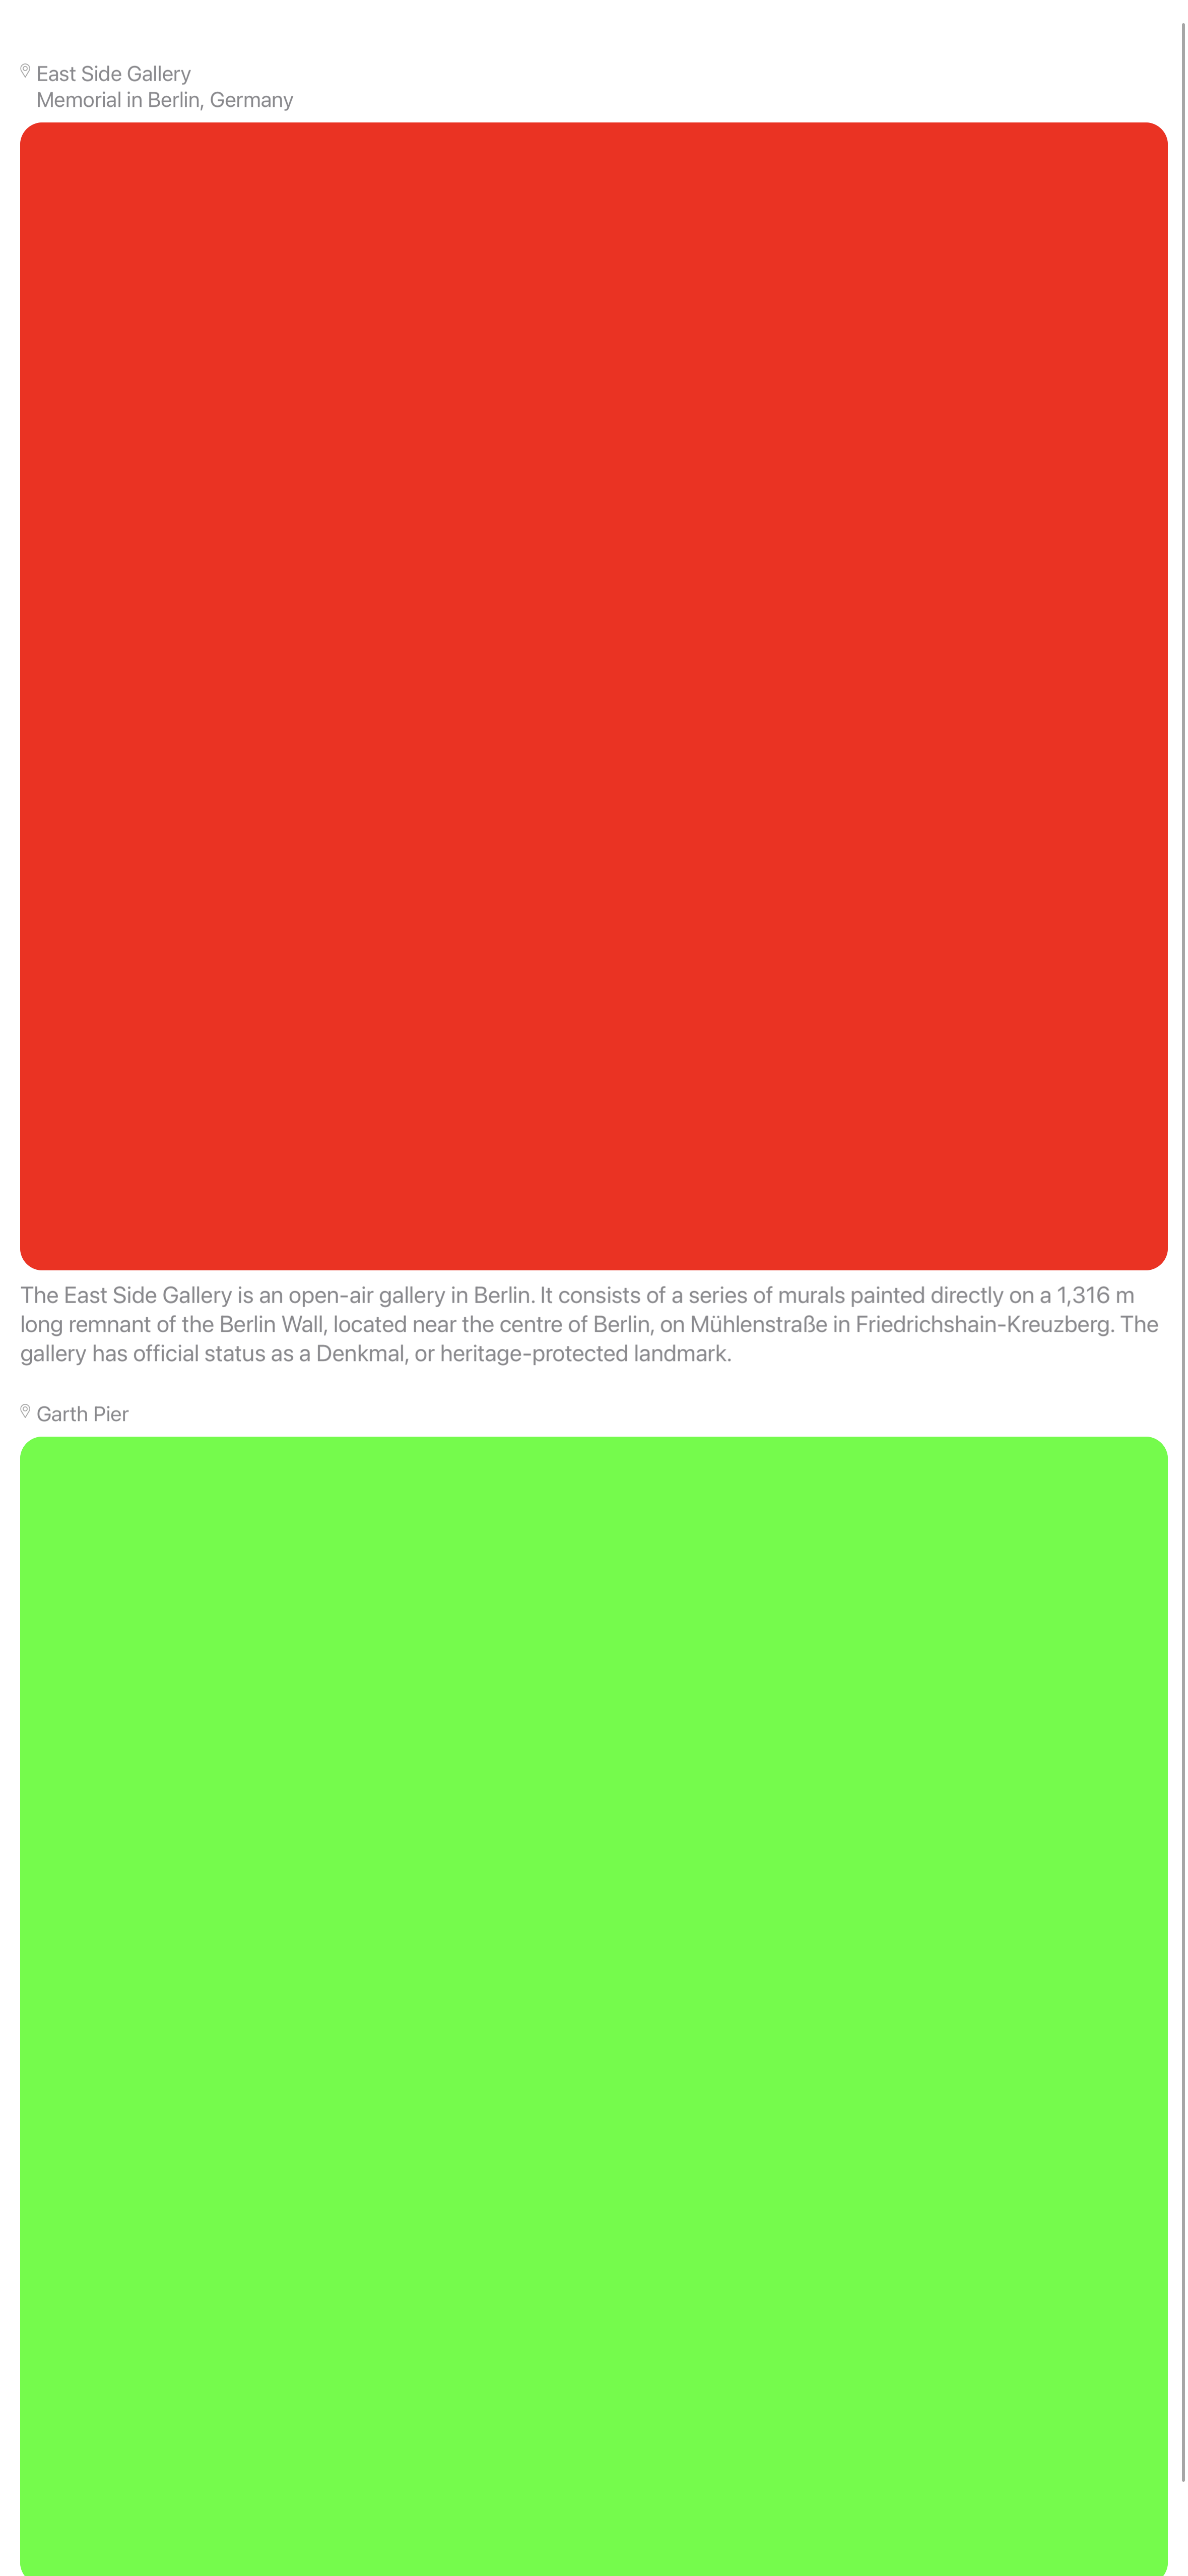 East Side Gallery
Memorial in Berlin, Germany
The East Side Gallery is an open-air gallery in Berlin. It consists of a series of murals painted directly on a 1,316 m
long remnant of the Berlin Wall, located near the centre of Berlin, on Mühlenstraße in Friedrichshain-Kreuzberg. The
gallery has official status as a Denkmal, or heritage-protected landmark.
Garth Pier